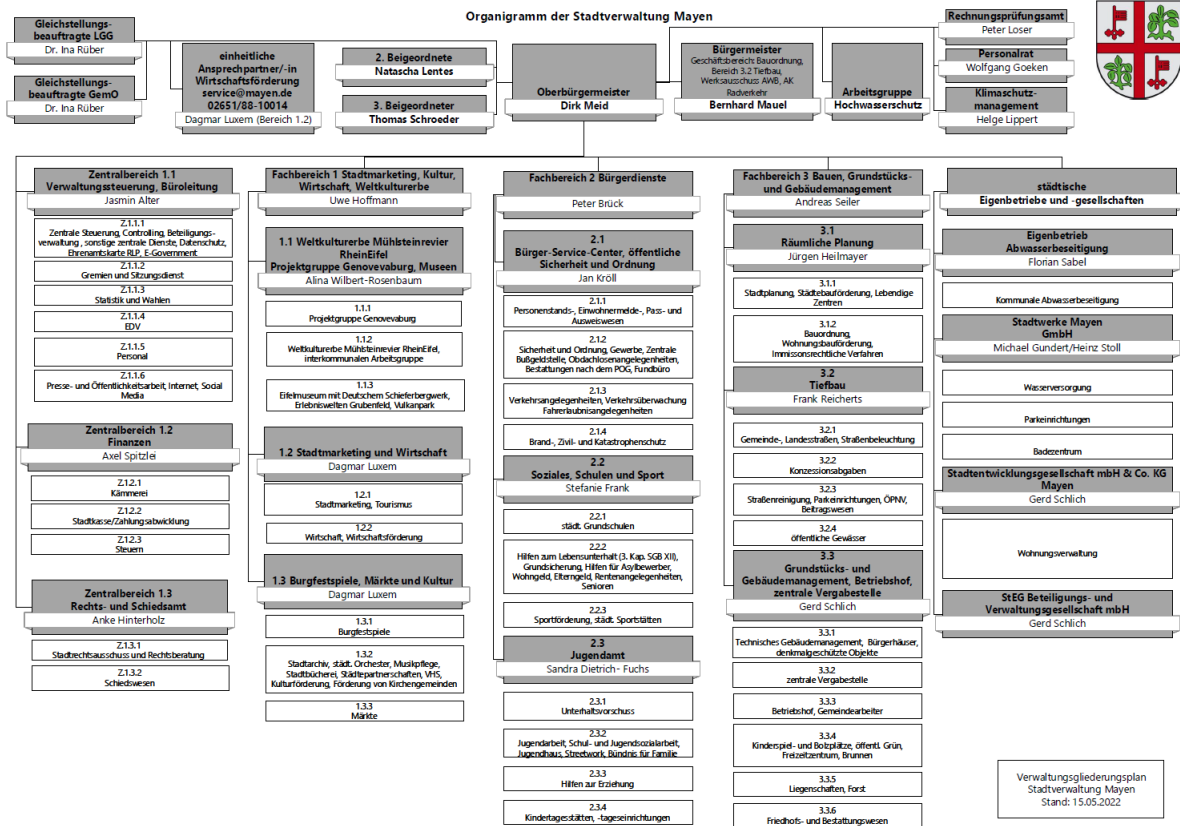 Organigramm der Stadtverwaltung Mayen
Gleichstellungs-
beauftragte LGG
Dr. Ina Rüber
Gleichstellungs-
beauftragte GemO
Dr. Ina Rüber
einheitliche
Ansprechpartner/-in
Wirtschaftsförderung
service@mayen.de
02651/88-10014
Dagmar Luxem (Bereich 1.2)
2. Beigeordnete
Natascha Lentes
3. Beigeordneter
Thomas Schroeder
Oberbürgermeister
Dirk Meid
Bürgermeister
Geschäftsbereich: Bauordnung,
Bereich 3.2 Tiefbau,
Werksausschuss AWB, AK
Radverkehr
Bernhard Mauel
Arbeitsgruppe
Hochwasserschutz
Rechnungsprüfungsamt
Peter Loser
Personalrat
Wolfgang Goeken
Klimaschutz-
management
Helge Lippert
Zentralbereich 1.1
Verwaltungssteuerung, Büroleitung
Jasmin Alter
Z.1.1.1
Zentrale Steuerung, Controlling, Beteiligungs-
verwaltung , sonstige zentrale Dienste, Datenschutz,
Ehrenamtskarte RLP, E-Government
Z.1.1.2
Gremien und Sitzungsdienst
Z.1.1.3
Statistik und Wahlen
Z.1.1.4
EDV
Z.1.1.5
Personal
Z.1.1.6
Presse- und Öffentlichkeitsarbeit, Internet, Social
Media
Zentralbereich 1.2
Finanzen
Axel Spitzlei
Z.1.2.1
Kämmerei
Z.1.2.2
Stadtkasse/Zahlungsabwicklung
Z.1.2.3
Steuern
Zentralbereich 1.3
Rechts- und Schiedsamt
Anke Hinterholz
Z.1.3.1
Stadtrechtsausschuss und Rechtsberatung
Z.1.3.2
Schiedswesen
Fachbereich 1 Stadtmarketing, Kultur,
Wirtschaft, Weltkulturerbe
Uwe Hoffmann
1.1 Weltkulturerbe Mühlsteinrevier
RheinEifel
Projektgruppe Genovevaburg, Museen
Alina Wilbert-Rosenbaum
1.1.1
Projektgruppe Genovevaburg
1.1.2
Weltkulturerbe Mühlsteinrevier RheinEifel,
interkommunalen Arbeitsgruppe
1.1.3
Eifelmuseum mit Deutschem Schieferbergwerk,
Erlebniswelten Grubenfeld, Vulkanpark
1.2 Stadtmarketing und Wirtschaft
Dagmar Luxem
1.2.1
Stadtmarketing, Tourismus
1.2.2
Wirtschaft, Wirtschaftsförderung
1.3 Burgfestspiele, Märkte und Kultur
Dagmar Luxem
1.3.1
Burgfestspiele
1.3.2
Stadtarchiv, städt. Orchester, Musikpflege,
Stadtbücherei, Städtepartnerschaften, VHS,
Kulturförderung, Förderung von Kirchengemeinden
1.3.3
Märkte
Fachbereich 2 Bürgerdienste
Peter Brück
2.1
Bürger-Service-Center, öffentliche
Sicherheit und Ordnung
Jan Kröll
2.1.1
Personenstands-, Einwohnermelde-, Pass- und
Ausweiswesen
2.1.2
Sicherheit und Ordnung, Gewerbe, Zentrale
Bußgeldstelle, Obdachlosenangelegenheiten,
Bestattungen nach dem POG, Fundbüro
2.1.3
Verkehrsangelegenheiten, Verkehrsüberwachung
Fahrerlaubnisangelegenheiten
2.1.4
Brand-, Zivil- und Katastrophenschutz
2.2
Soziales, Schulen und Sport
Stefanie Frank
2.2.1
städt. Grundschulen
2.2.2
Hilfen zum Lebensunterhalt (3. Kap. SGB XII),
Grundsicherung, Hilfen für Asylbewerber,
Wohngeld, Elterngeld, Rentenangelegenheiten,
Senioren
2.2.3
Sportförderung, städt. Sportstätten
2.3
Jugendamt
Sandra Dietrich- Fuchs
2.3.1
Unterhaltsvorschuss
2.3.2
Jugendarbeit, Schul- und Jugendsozialarbeit,
Jugendhaus, Streetwork, Bündnis für Familie
2.3.3
Hilfen zur Erziehung
2.3.4
Kindertagesstätten, -tageseinrichtungen
Fachbereich 3 Bauen, Grundstücks-
und Gebäudemanagement
Andreas Seiler
3.1
Räumliche Planung
Jürgen Heilmayer
3.1.1
Stadtplanung, Städtebauförderung, Lebendige
Zentren
3.1.2
Bauordnung,
Wohnungsbauförderung,
Immissonsrechtliche Verfahren
3.2
Tiefbau
Frank Reicherts
3.2.1
Gemeinde-, Landesstraßen, Straßenbeleuchtung
3.2.2
Konzessionsabgaben
3.2.3
Straßenreinigung, Parkeinrichtungen, ÖPNV,
Beitragswesen
3.2.4
öffentliche Gewässer
3.3
Grundstücks- und
Gebäudemanagement, Betriebshof,
zentrale Vergabestelle
Gerd Schlich
3.3.1
Technisches Gebäudemanagement, Bürgerhäuser,
denkmalgeschützte Objekte
3.3.2
zentrale Vergabestelle
3.3.3
Betriebshof, Gemeindearbeiter
3.3.4
Kinderspiel- und Bolzplätze, öffentl. Grün,
Freizeitzentrum, Brunnen
3.3.5
Liegenschaften, Forst
3.3.6
Friedhofs- und Bestattungswesen
städtische
Eigenbetriebe und -gesellschaften
Eigenbetrieb
Abwasserbeseitigung
Florian Sabel
Kommunale Abwasserbeseitigung
Stadtwerke Mayen
GmbH
Michael Gundert/Heinz Stoll
Wasserversorgung
Parkeinrichtungen
Badezentrum
Stadtentwicklungsgesellschaft mbH & Co. KG
Mayen
Gerd Schlich
Wohnungsverwaltung
StEG Beteiligungs- und
Verwaltungsgesellschaft mbH
Gerd Schlich
Verwaltungsgliederungsplan
Stadtverwaltung Mayen
Stand: 15.05.2022